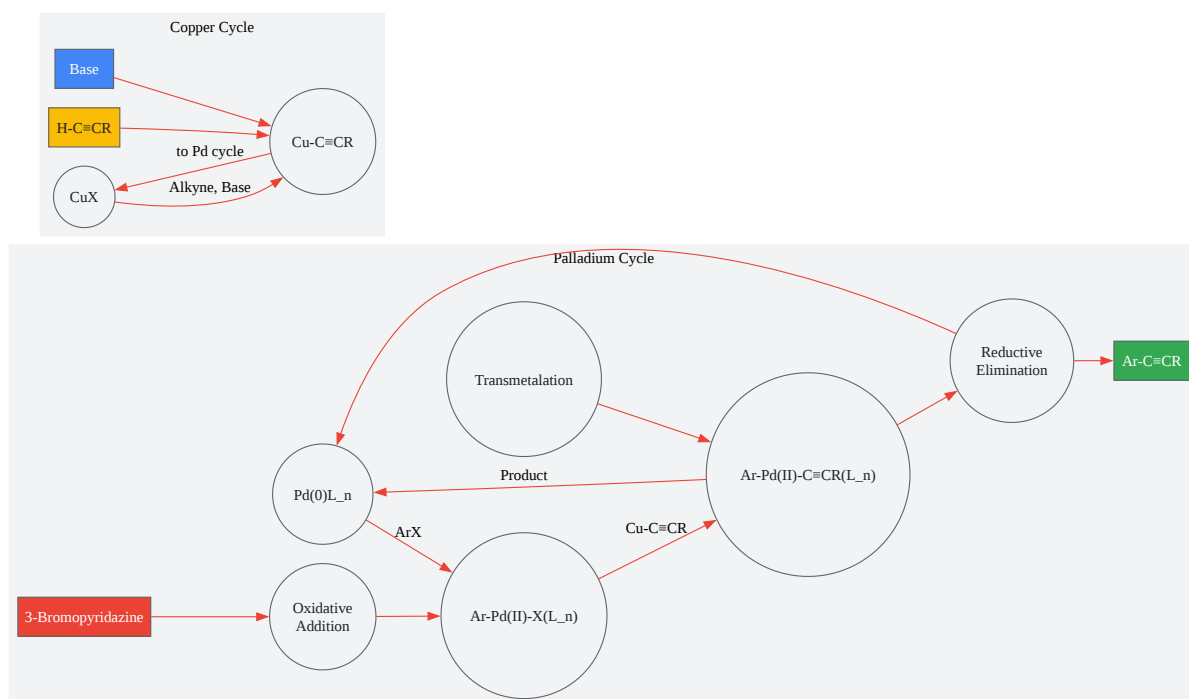 Copper Cycle
Base
H-C≡CR
Cu-C≡CR
to Pd cycle
Alkyne, Base
CuX
Palladium Cycle
Reductive
Elimination
Ar-C≡CR
Transmetalation
Product
Ar-Pd(II)-C≡CR(L_n)
Pd(0)L_n
ArX
Cu-C≡CR
3-Bromopyridazine
Oxidative
Addition
Ar-Pd(II)-X(L_n)